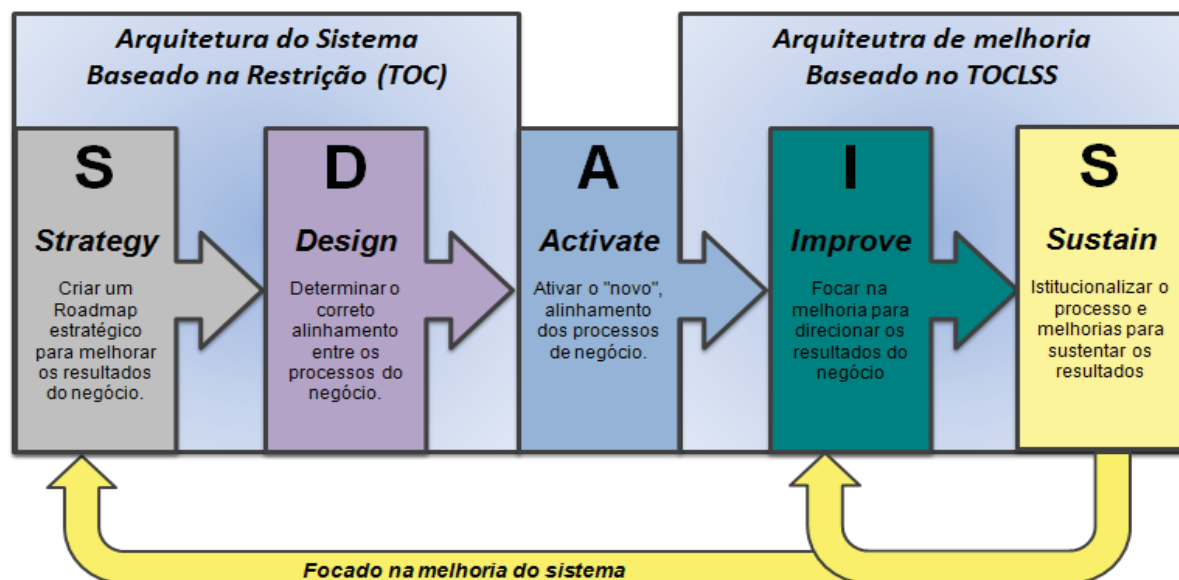 Arquitetura do Sistema
Baseado na Restrição (TOC)
Arquiteutra de melhoria
Baseado no TOCLSS
S
Strategy
Criar um
Roadmap
estratégico
para melhorar
os resultados
do negócio.
D
Design
Determinar o
correto
alinhamento
entre os
processos do
negócio.
A
Activate
Ativar o "novo",
alinhamento
dos processos
de negócio.
I
Improve
Focar na
melhoria para
direcionar os
resultados do
negócio
S
Sustain
Istitucionalizar o
processo e
melhorias para
sustentar os
resultados
Focado na melhoria do sistema